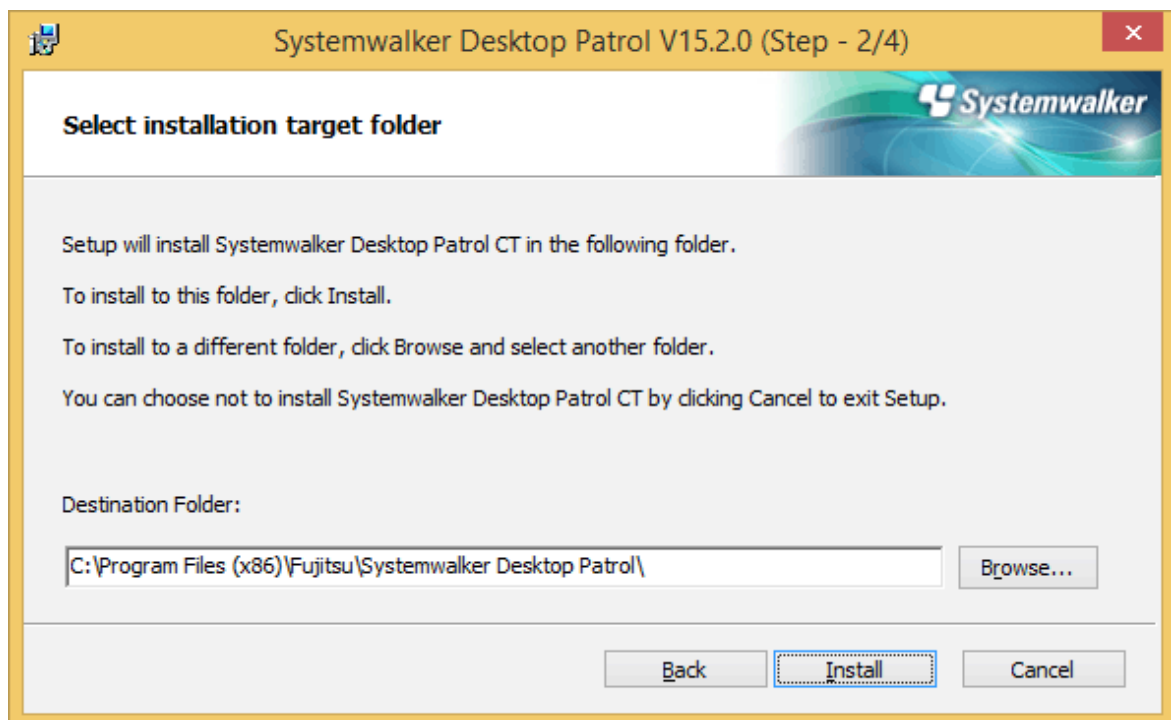 Systemwalker Desktop Patrol V15.2.0 (Step - 2/4)
Systemwalker
Select installation target folder
Setup will install Systemwalker Desktop Patrol CT in the following folder.
To install to this folder, click Install.
To install to a different folder, click Browse and select another folder.
You can choose not to install Systemwalker Desktop Patrol CT by clicking Cancel to exit Setup.
Destination Folder:
C:\Program Files (x86)\Fujitsu\Systemwalker Desktop Patrol\
Browse...
Back Install Cancel